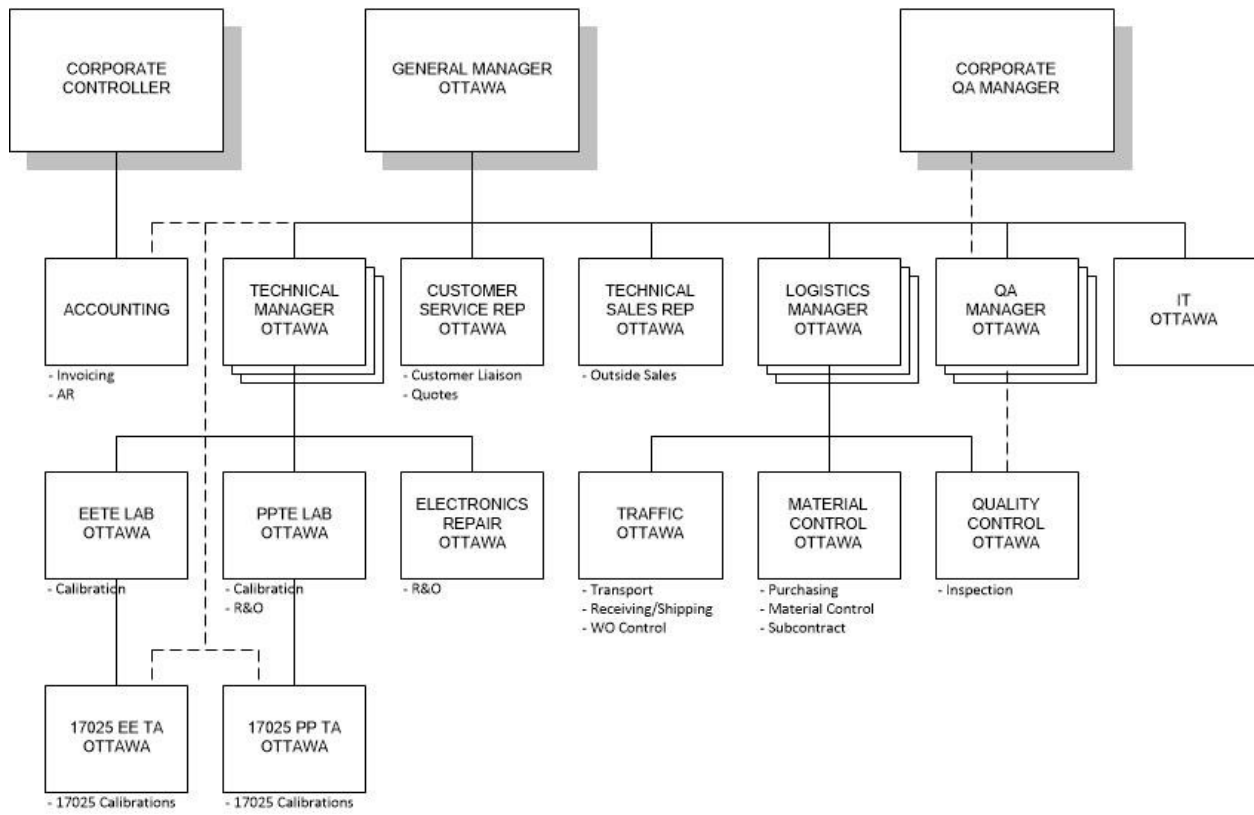 CORPORATE
CONTROLLER
GENERAL MANAGER
OTTAWA
CORPORATE
QA MANAGER
ACCOUNTING
- Invoicing
- AR
TECHNICAL
MANAGER
OTTAWA
CUSTOMER
SERVICE REP
OTTAWA
- Customer Liaison
- Quotes
TECHNICAL
SALES REP
OTTAWA
- Outside Sales
LOGISTICS
MANAGER
OTTAWA
QA
MANAGER
OTTAWA
IT
OTTAWA
EETE LAB
OTTAWA
- Calibration
PPTE LAB
OTTAWA
- Calibration
- R&O
ELECTRONICS
REPAIR
OTTAWA
- R&O
TRAFFIC
OTTAWA
- Transport
- Receiving/Shipping
- WO Control
MATERIAL
CONTROL
OTTAWA
- Purchasing
- Material Control
- Subcontract
QUALITY
CONTROL
OTTAWA
- Inspection
17025 EE TA
OTTAWA
- 17025 Calibrations
17025 PP TA
OTTAWA
- 17025 Calibrations